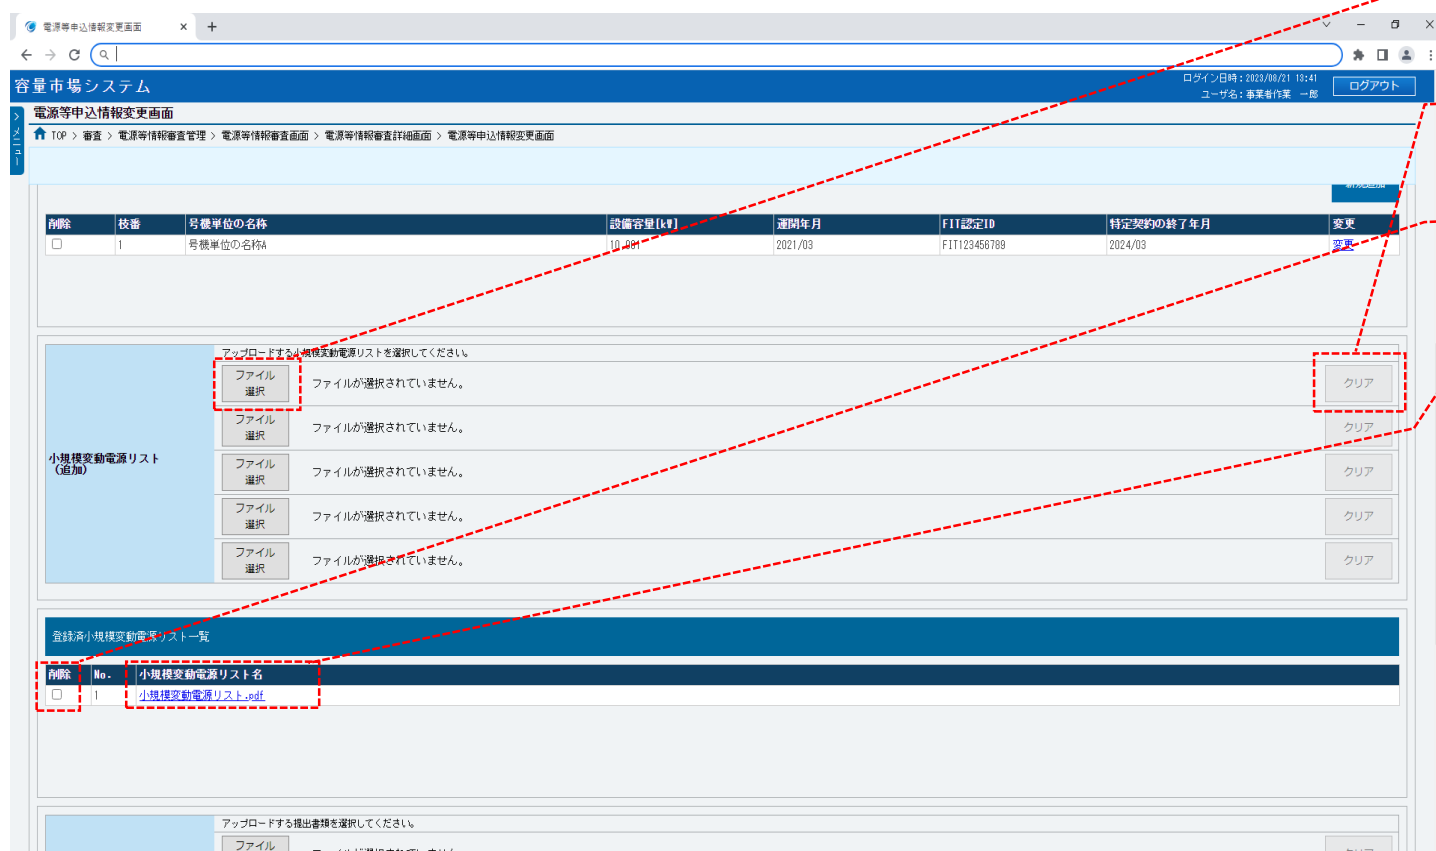 電源等申込情報変更画面
容量市場システム
ログイン日時：2023/08/21 13:41
ユーザ名：事業者作業 一郎
ログアウト
電源等申込情報変更画面
TOP > 審査 > 電源等情報審査管理 > 電源等情報審査画面 > 電源等情報審査詳細画面 > 電源等申込情報変更画面
メニュー
新規追加
削除 枝番 号機単位の名称 設備容量[kW] 運開年月 FIT認定ID 特定契約の終了年月 変更
1 号機単位の名称A 2021/03 FIT123456789 2024/03 変更
アップロードする小規模変動電源リストを選択してください。
小規模変動電源リスト
（追加）
ファイル
選択
ファイルが選択されていません。
クリア
ファイル
選択
ファイルが選択されていません。
クリア
ファイル
選択
ファイルが選択されていません。
クリア
ファイル
選択
ファイルが選択されていません。
クリア
ファイル
選択
ファイルが選択されていません。
クリア
登録済小規模変動電源リスト一覧
削除 No. 小規模変動電源リスト名
1 小規模変動電源リスト.pdf
アップロードする提出書類を選択してください。
ファイル